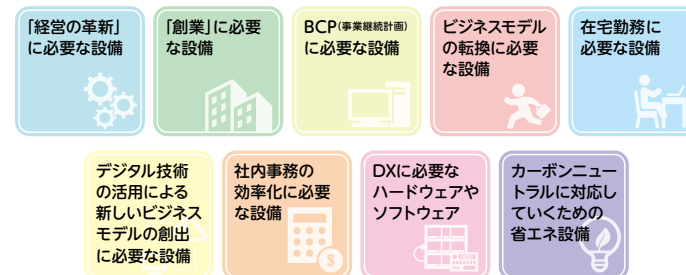 「経営の革新」
に必要な設備
「創業」に必要
な設備
BCP(事業継続計画)
に必要な設備
ビジネスモデル
の転換に必要
な設備
在宅勤務に
必要な設備
デジタル技術
の活用による
新しいビジネス
モデルの創出
に必要な設備
社内事務の
効率化に必要
な設備
DXに必要な
ハードウェアや
ソフトウェア
カーボンニュー
トラルに対応し
ていくための
省エネ設備
$